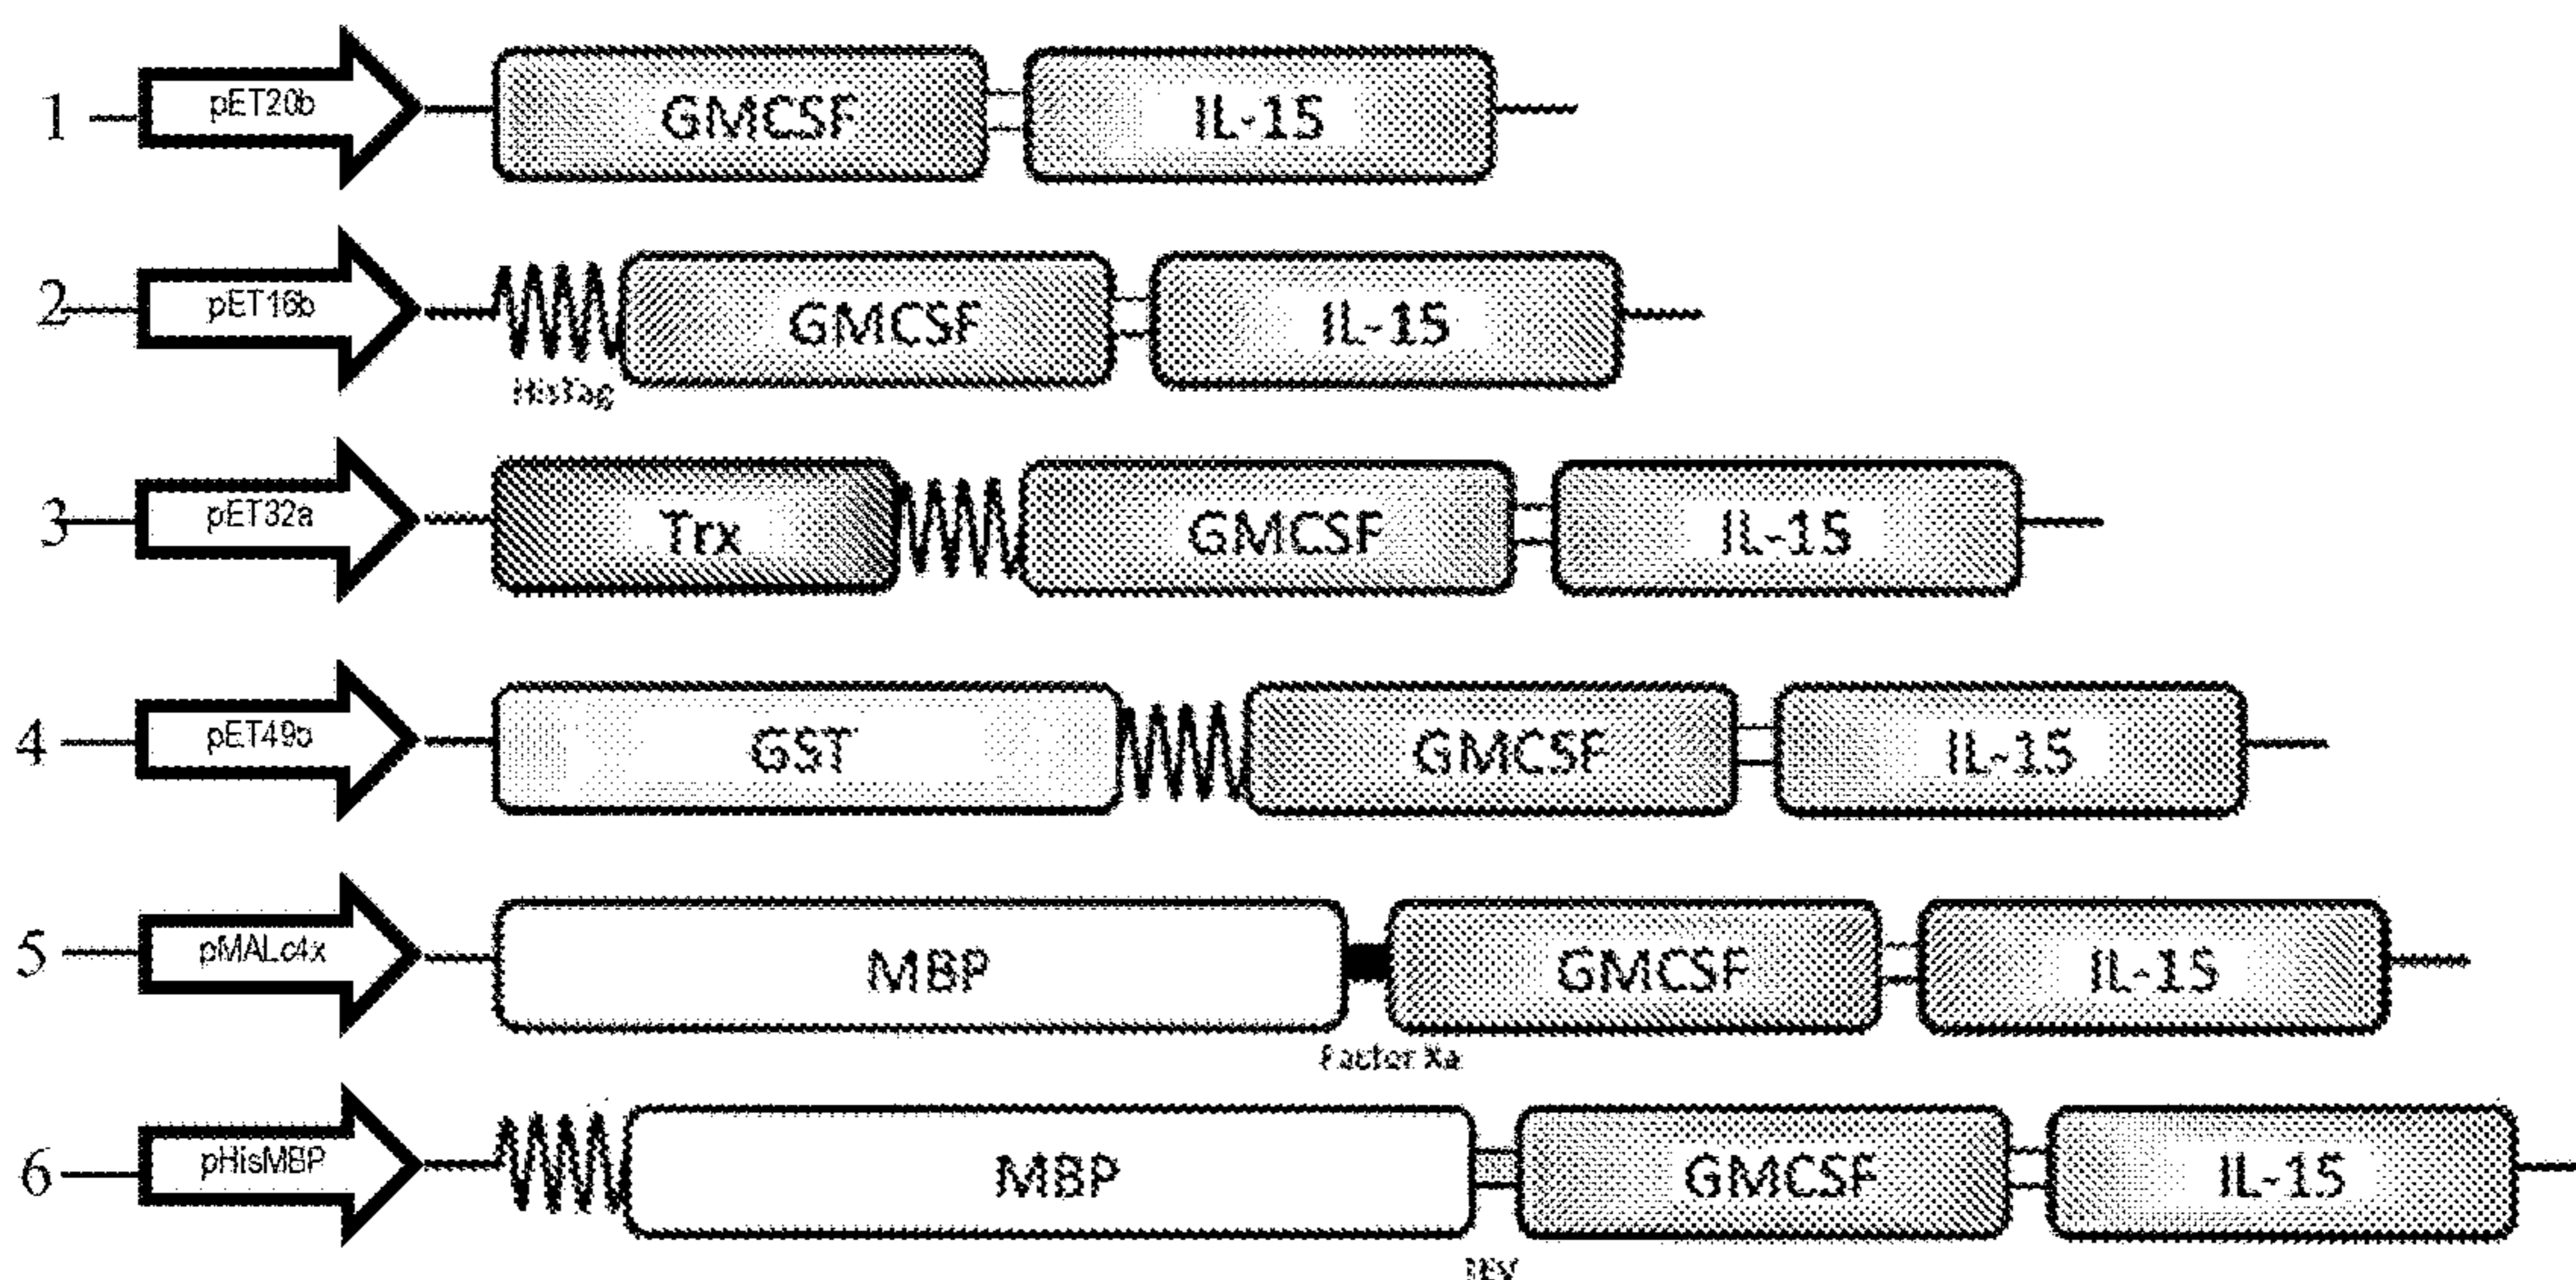 1 pET20b GMCSF IL-15
2 pET16b GMCSF IL-15
HisTag
3 pET32a Trx GMCSF IL-15
4 pET49b GST GMCSF IL-15
5 pMALc4x MBP GMCSF IL-15
Factor Xa
6 pHisMBP MBP GMCSF IL-15
TEV